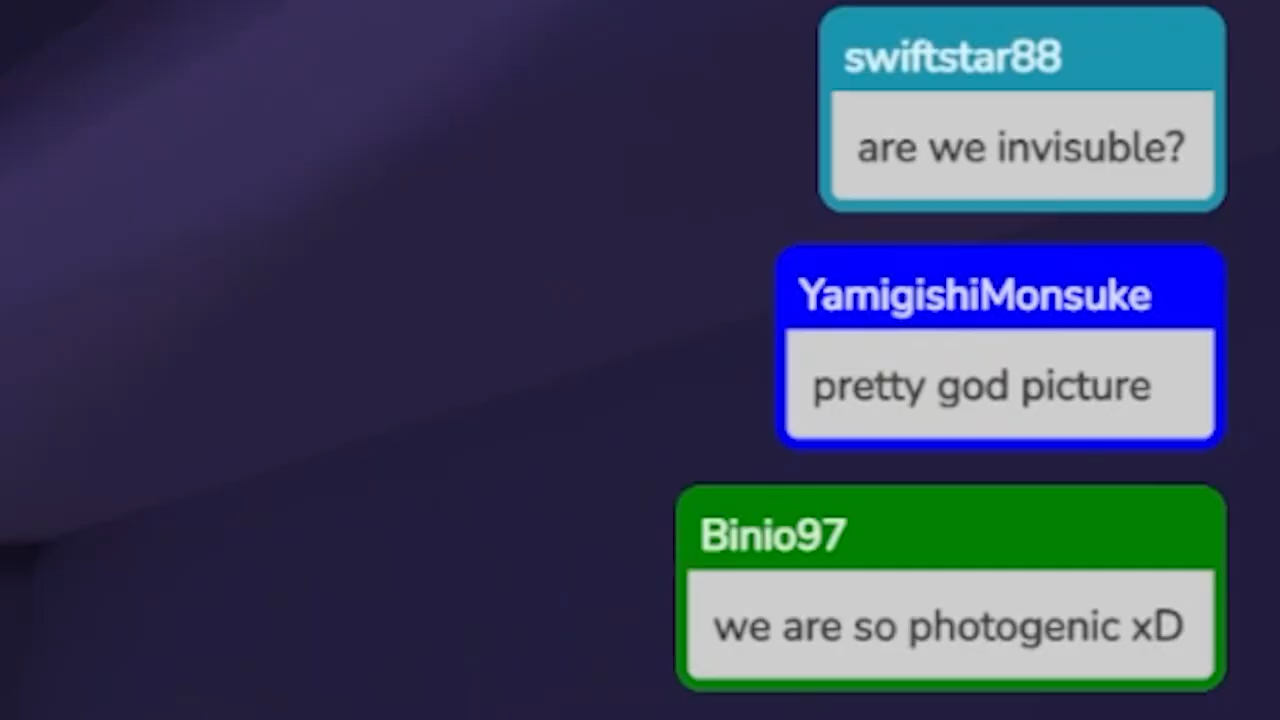 swiftstar88
are we invisuble?
YamigishiMonsuke
pretty god picture
Binio97
we are so photogenic xD